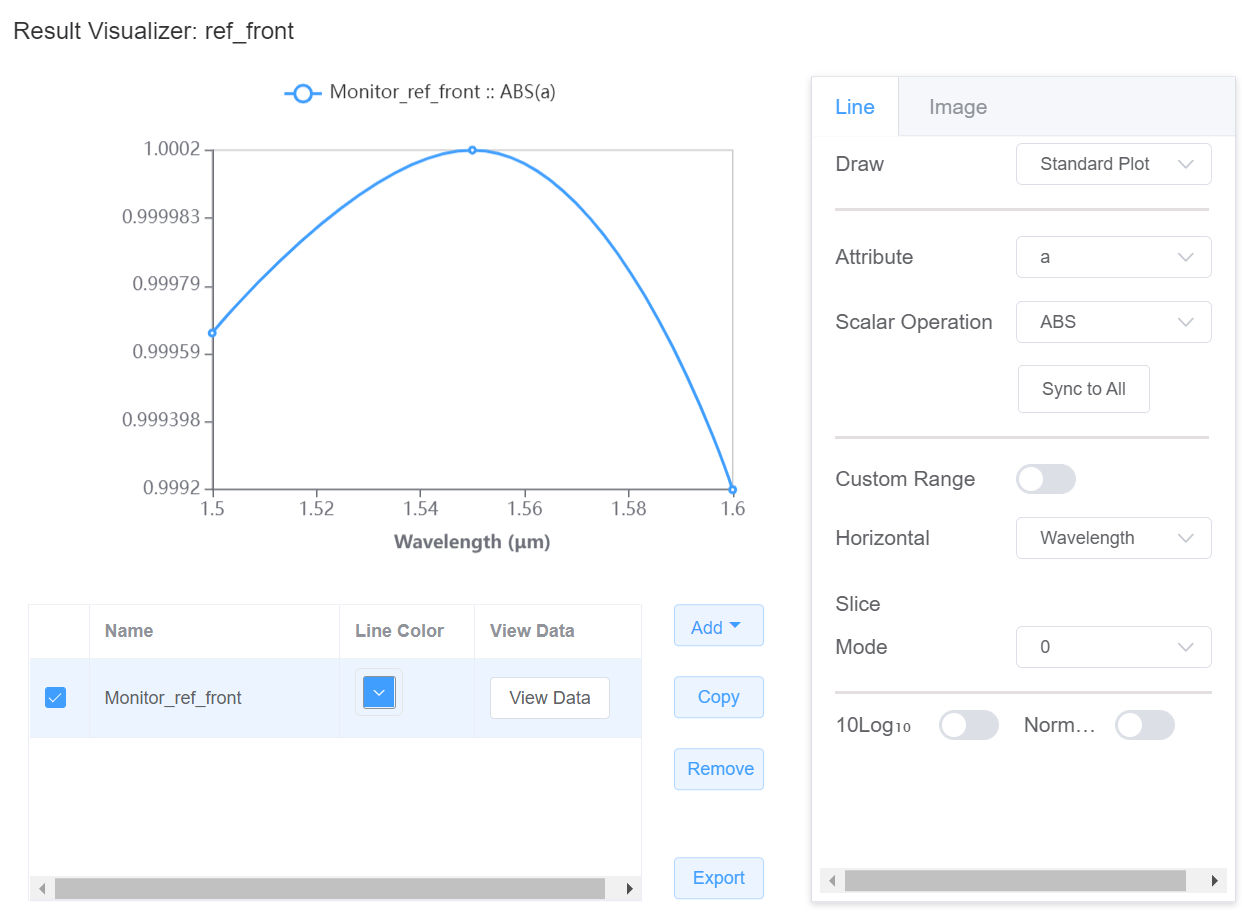 Result Visualizer: ref_front
Monitor_ref_front :: ABS(a)
1.0002
0.999983
0.99979
0.99959
0.999398
0.9992
1.5 1.52 1.54 1.56 1.58 1.6
Wavelength (μm)
Name Line Color View Data
Monitor_ref_front View Data
Add
Copy
Remove
Export
Line Image
Draw Standard Plot
Attribute a
Scalar Operation ABS
Sync to All
Custom Range
Horizontal Wavelength
Slice
Mode 0
10Log₁₀ Norm...